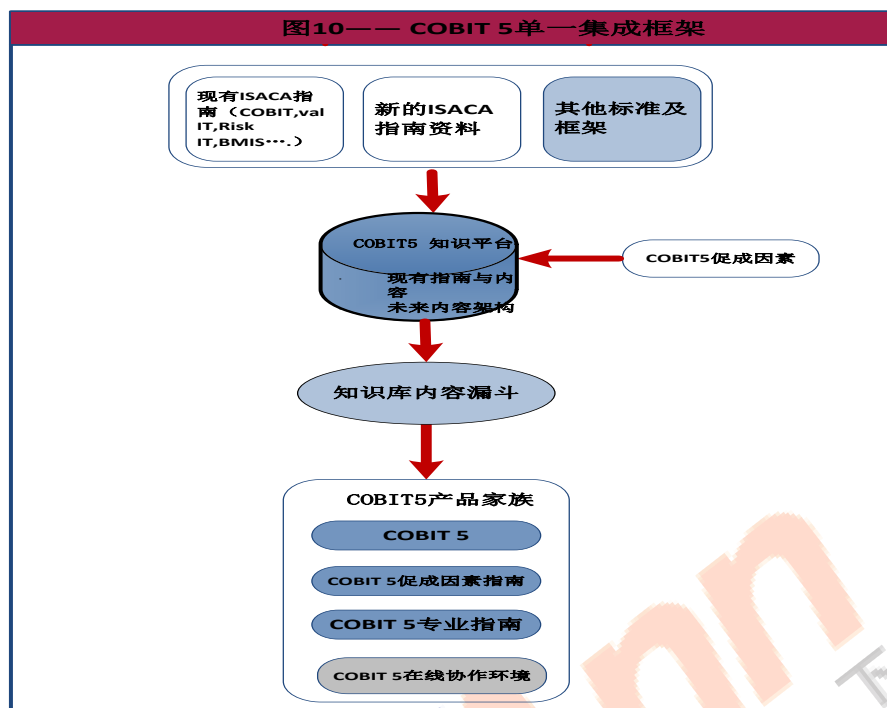 图10—— COBIT 5单一集成框架
现有ISACA指
南（COBIT,val
IT,Risk
IT,BMIS….）
新的ISACA
指南资料
其他标准及
框架
COBIT5 知识平台
现有指南与内
容
未来内容架构
COBIT5促成因素
知识库内容漏斗
COBIT5产品家族
COBIT 5
COBIT 5促成因素指南
COBIT 5专业指南
COBIT 5在线协作环境